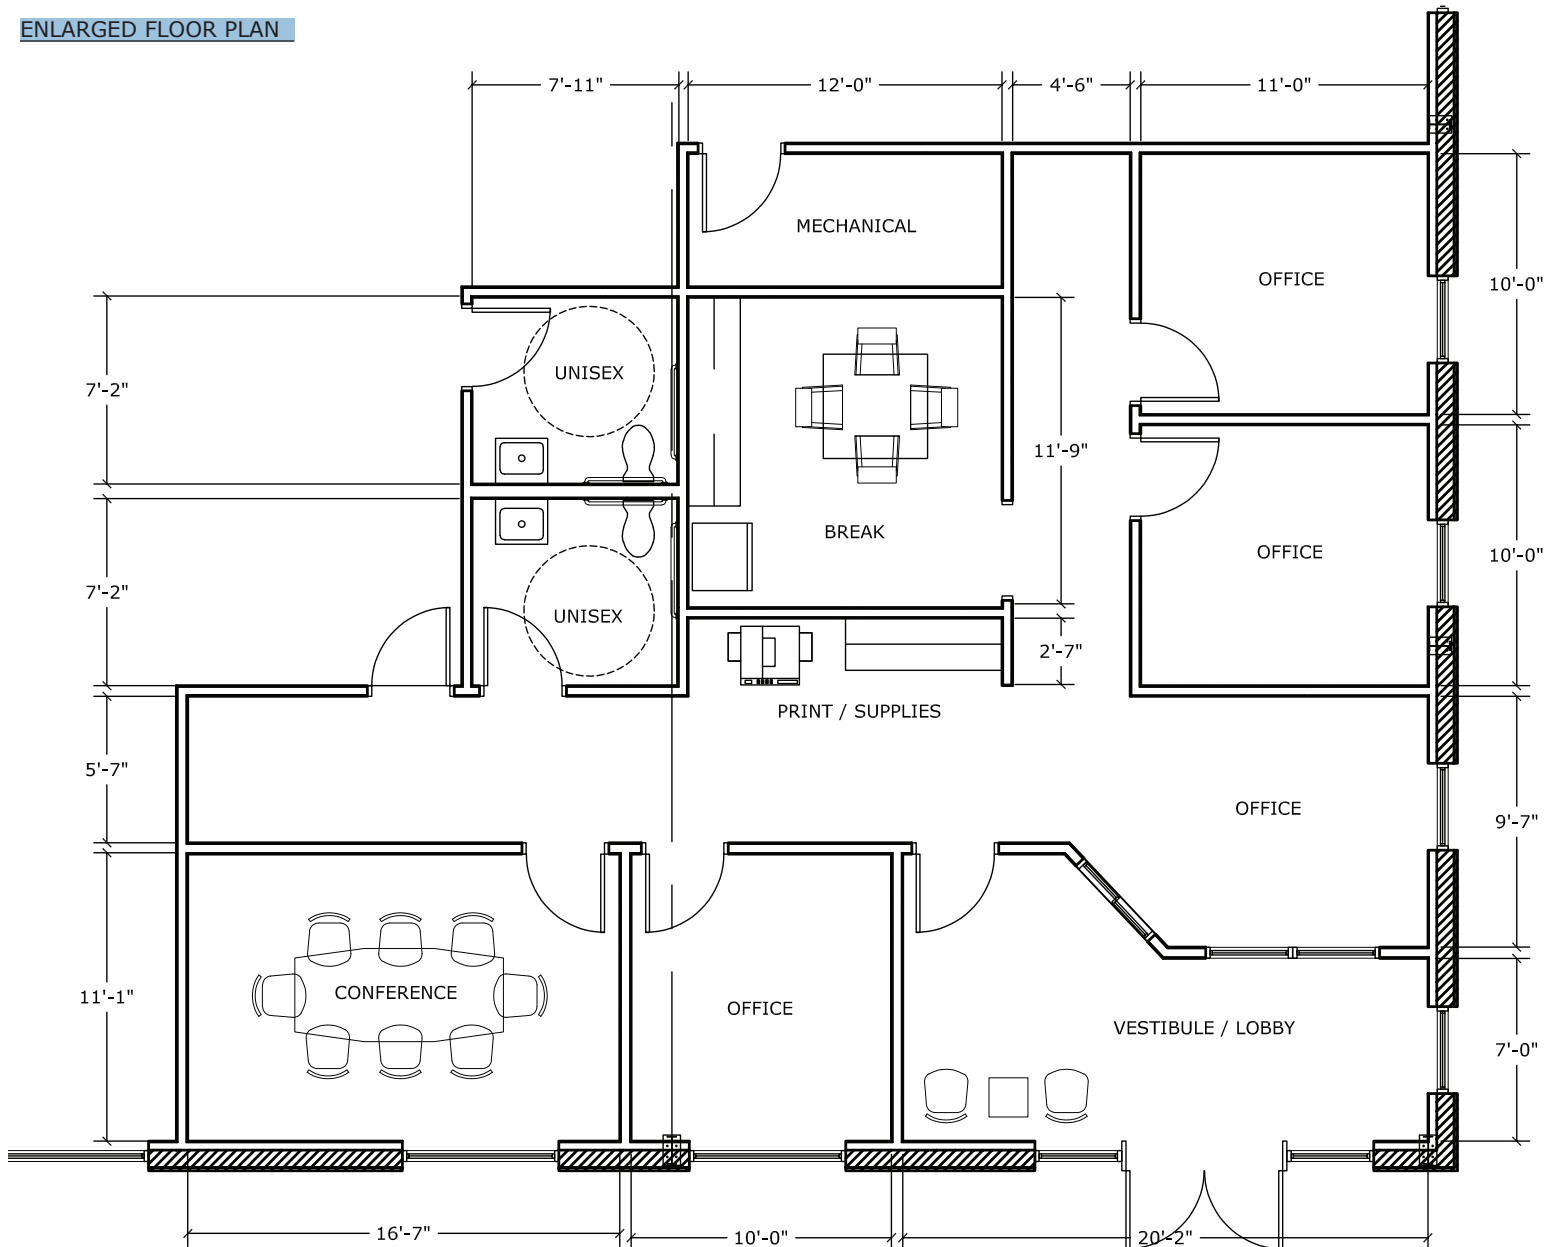 ENLARGED FLOOR PLAN
7'-11"
12'-0"
4'-6"
11'-0"
MECHANICAL
OFFICE
10'-0"
UNISEX
7'-2"
11'-9"
BREAK
OFFICE
10'-0"
7'-2"
UNISEX
2'-7"
PRINT / SUPPLIES
5'-7"
OFFICE
9'-7"
CONFERENCE
11'-1"
OFFICE
VESTIBULE / LOBBY
7'-0"
16'-7"
10'-0"
20'-2"